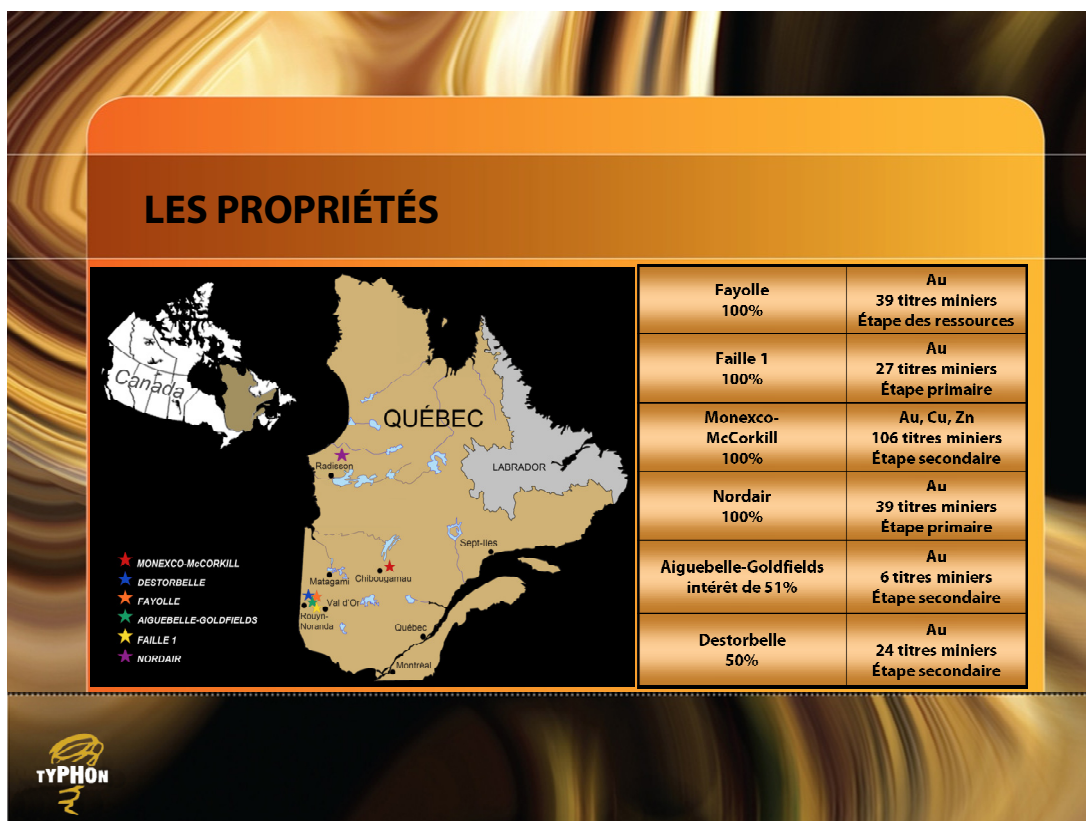 LES PROPRIÉTÉS
Canada
QUÉBEC
LABRADOR
Radisson
Sept-Iles
Chibougamau
Matagami
Val d'Or
Rouyn-
Noranda
Québec
Montréal
MONEXCO-McCORKILL
DESTORBELLE
FAYOLLE
AIGUEBELLE-GOLDFIELDS
FAILLE 1
NORDAIR
Fayolle
100%
Au
39 titres miniers
Étape des ressources
Faille 1
100%
Au
27 titres miniers
Étape primaire
Monexco-
McCorkill
100%
Au, Cu, Zn
106 titres miniers
Étape secondaire
Nordair
100%
Au
39 titres miniers
Étape primaire
Aiguebelle-Goldfields
intérêt de 51%
Au
6 titres miniers
Étape secondaire
Destorbelle
50%
Au
24 titres miniers
Étape secondaire
TYPHON